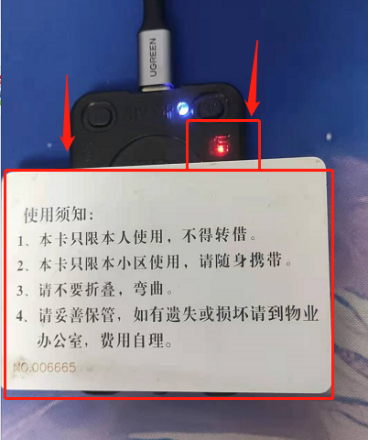 UGREEN
使用须知：
1、本卡只限本人使用，不得转借。
2、本卡只限本小区使用，请随身携带。
3、请不要折叠，弯曲。
4、请妥善保管，如有遗失或损坏请到物业
办公室，费用自理。
NO.006665